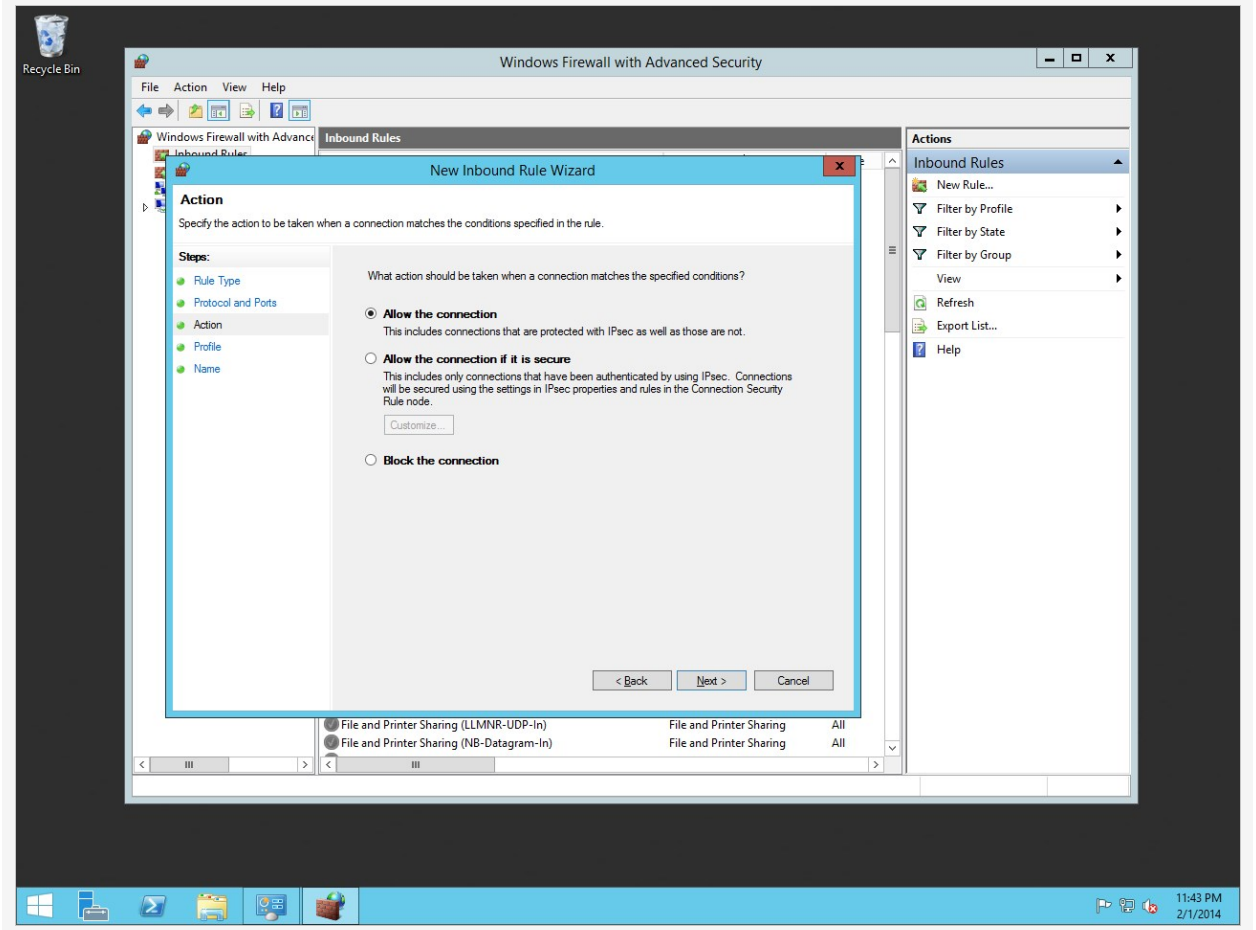 Recycle Bin
Windows Firewall with Advanced Security
File Action View Help
Windows Firewall with Advance
Inbound Rules
Inbound Rules
Actions
Inbound Rules
New Rule...
Filter by Profile
Filter by State
Filter by Group
View
Refresh
Export List...
Help
New Inbound Rule Wizard
Action
Specify the action to be taken when a connection matches the conditions specified in the rule.
Steps:
Rule Type
Protocol and Ports
Action
Profile
Name
What action should be taken when a connection matches the specified conditions?
Allow the connection
This includes connections that are protected with IPsec as well as those are not.
Allow the connection if it is secure
This includes only connections that have been authenticated by using IPsec. Connections
will be secured using the settings in IPsec properties and rules in the Connection Security
Rule node.
Customize...
Block the connection
< Back Next > Cancel
File and Printer Sharing (LLMNR-UDP-In) File and Printer Sharing All
File and Printer Sharing (NB-Datagram-In) File and Printer Sharing All
11:43 PM
2/1/2014